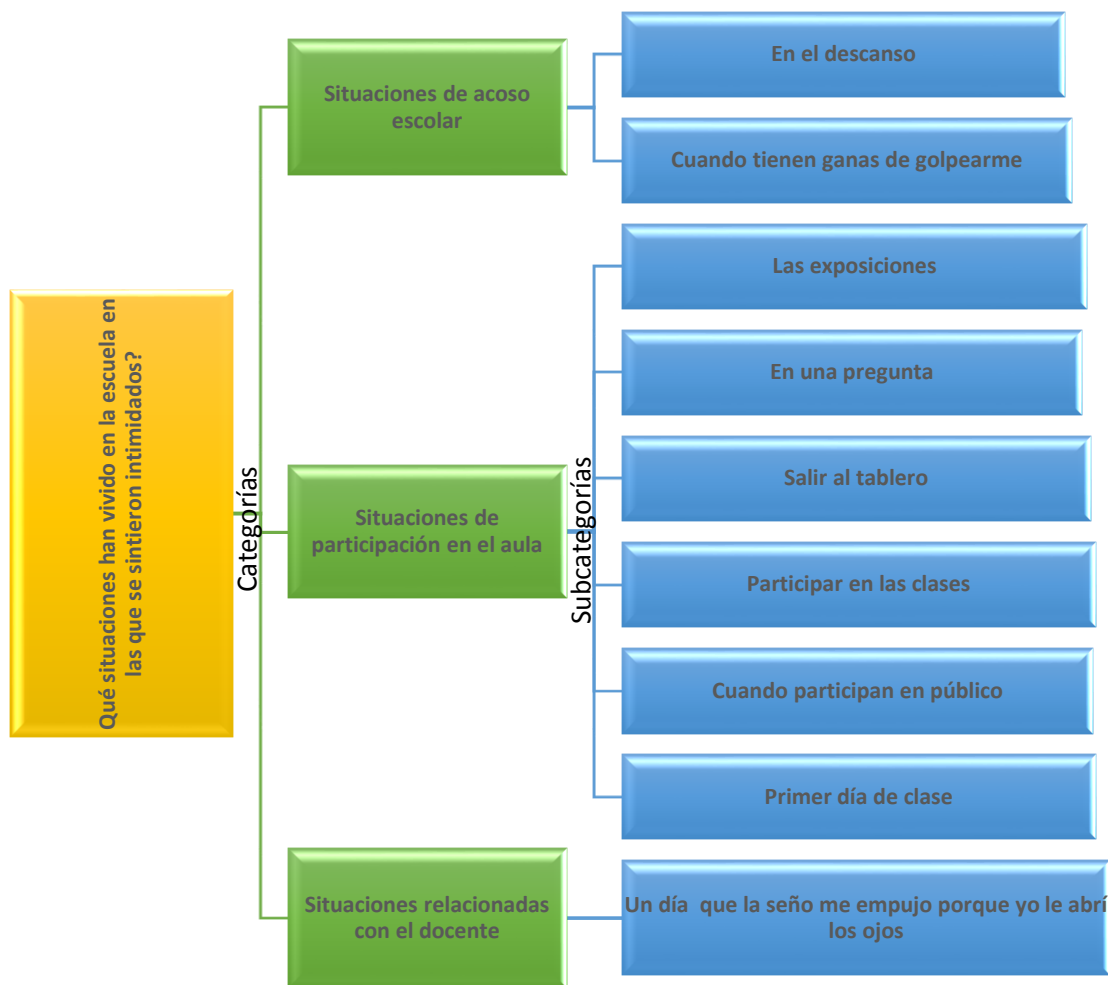 Qué situaciones han vivido en la escuela en
las que se sintieron intimidados?
Categorías
Situaciones de acoso
escolar
Situaciones de
participación en el aula
Situaciones relacionadas
con el docente
Subcategorías
En el descanso
Cuando tienen ganas de golpearme
Las exposiciones
En una pregunta
Salir al tablero
Participar en las clases
Cuando participan en público
Primer día de clase
Un día  que la seño me empujo porque yo le abrí
los ojos